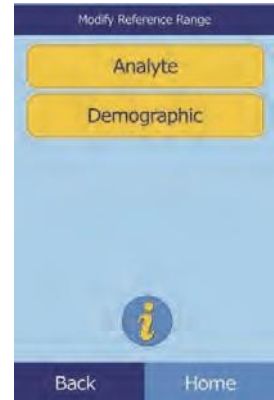 Modify Reference Range
Analyte
Demographic
i
Back
Home